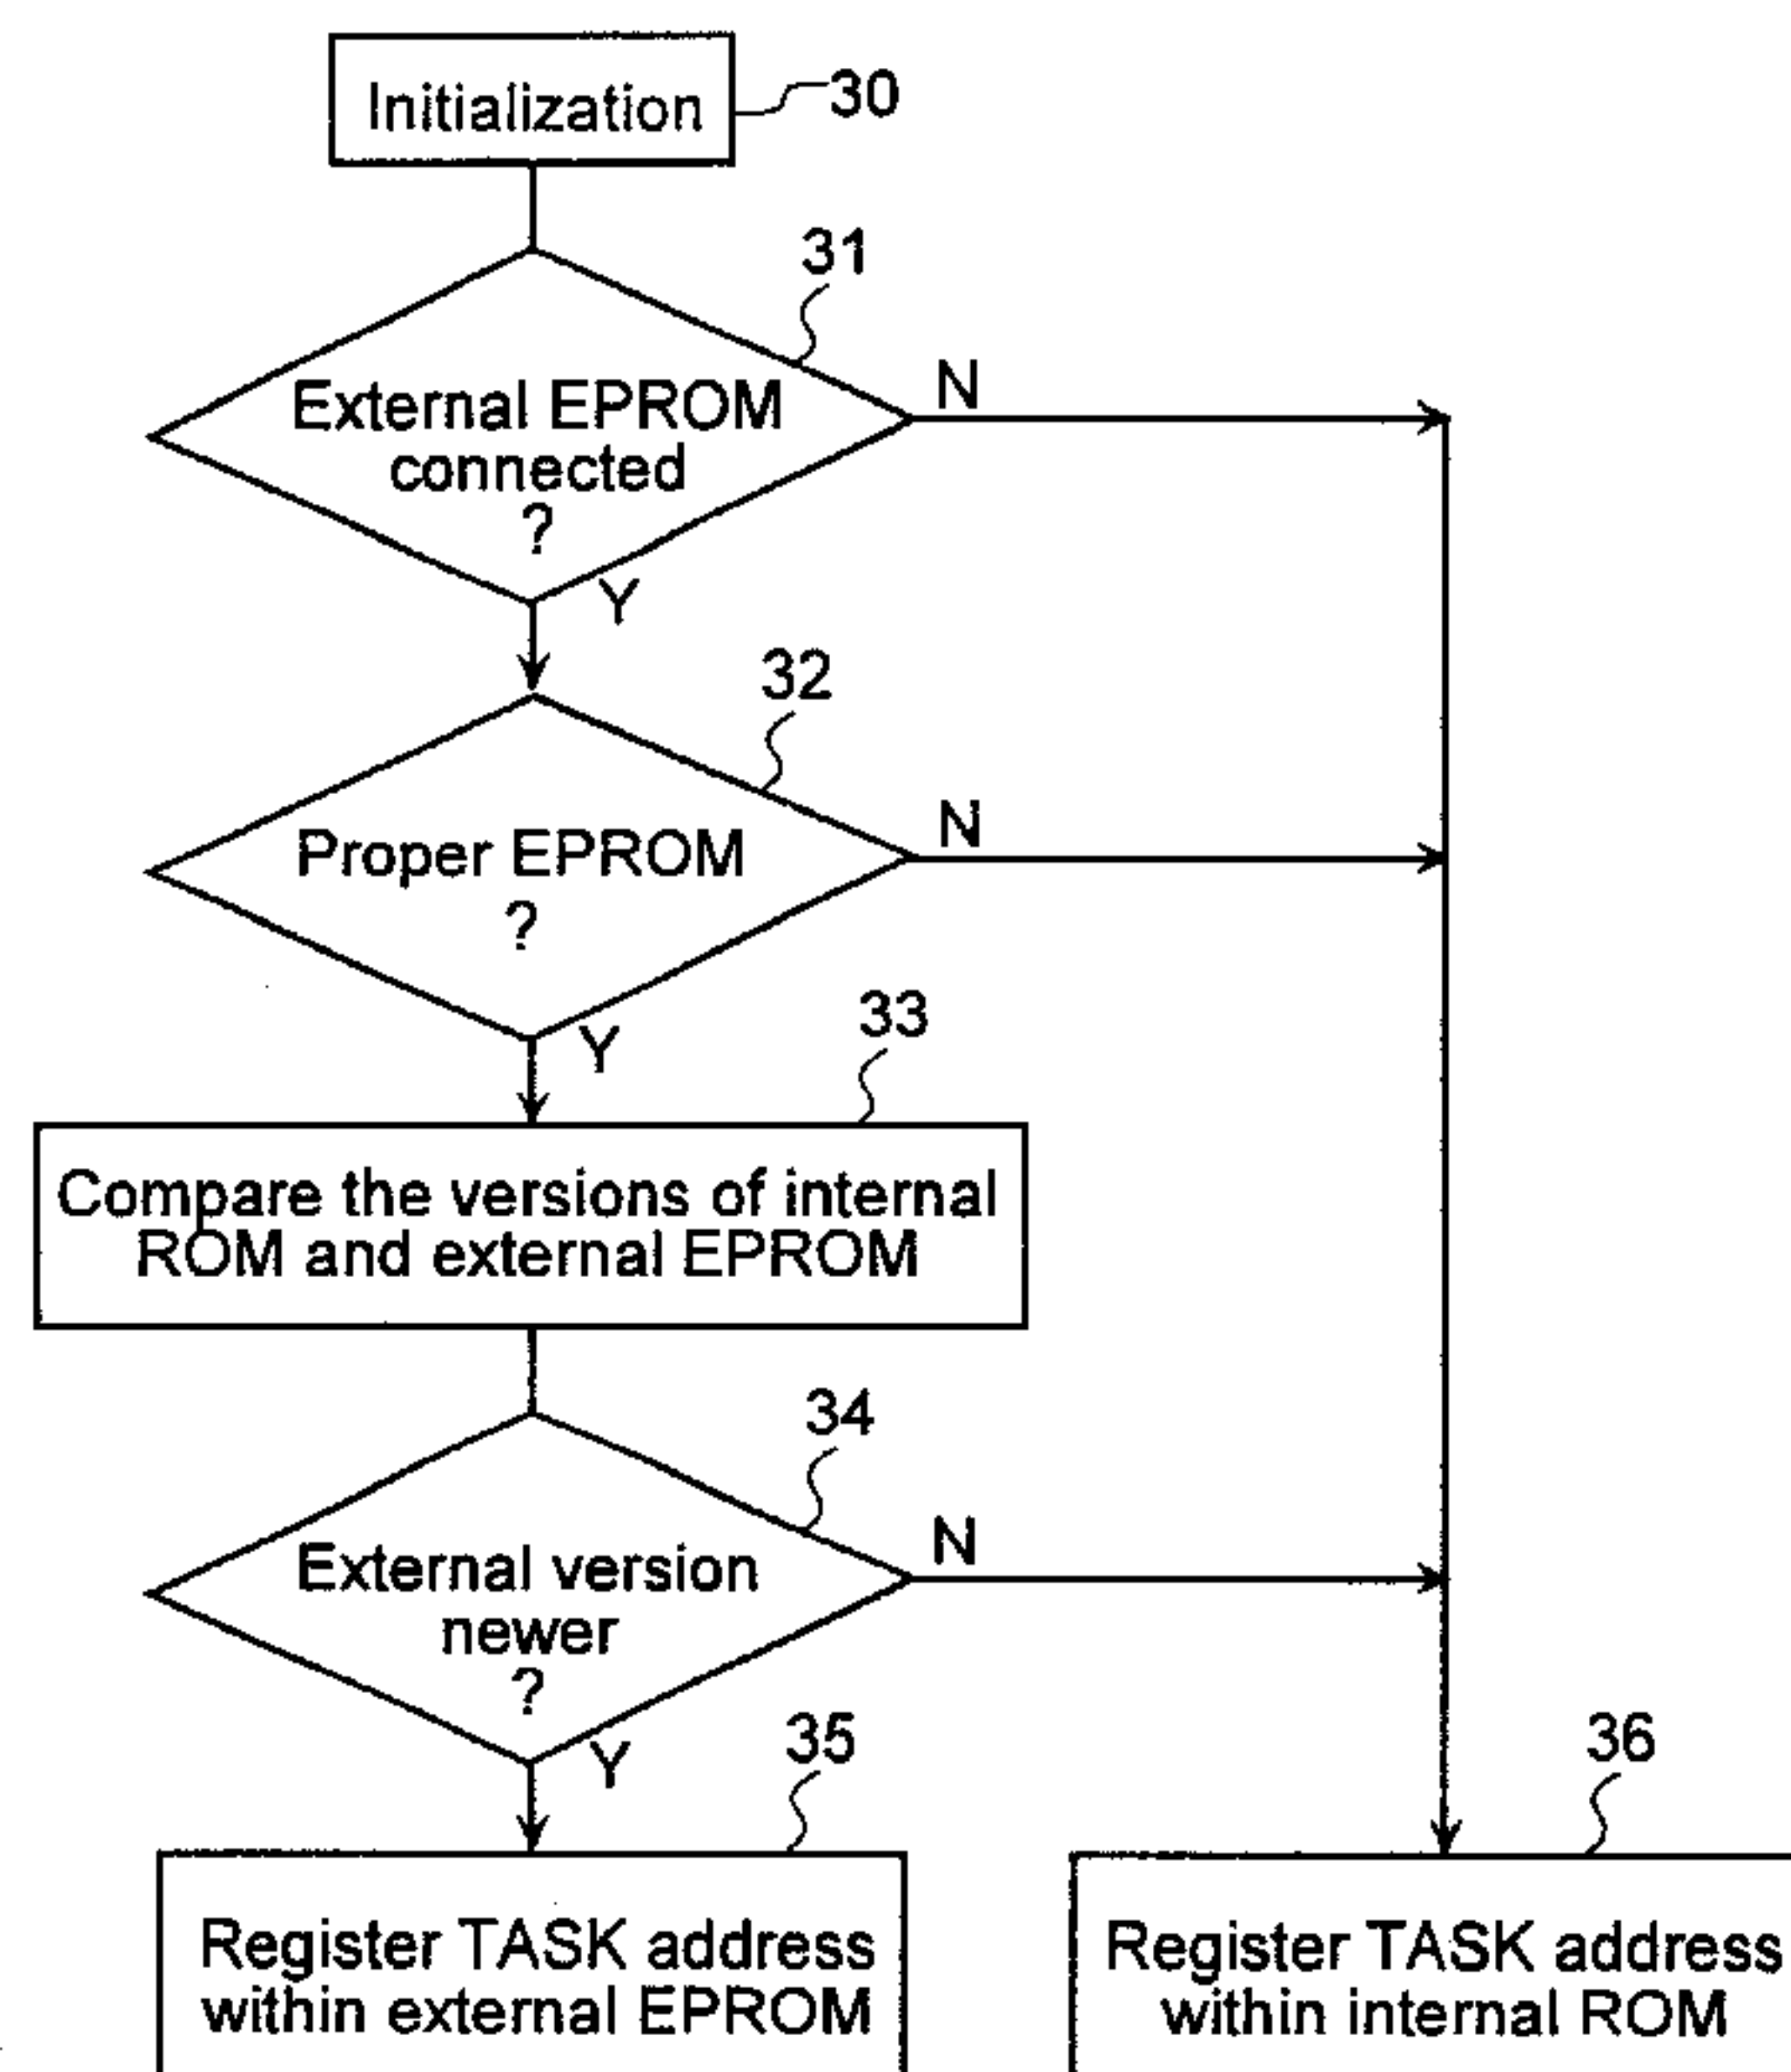 Initialization
30
31
External EPROM
connected
?
N
Y
32
Proper EPROM
?
N
Y
33
Compare the versions of internal
ROM and external EPROM
34
External version
newer
?
N
Y
35
Register TASK address
within external EPROM
36
Register TASK address
within internal ROM